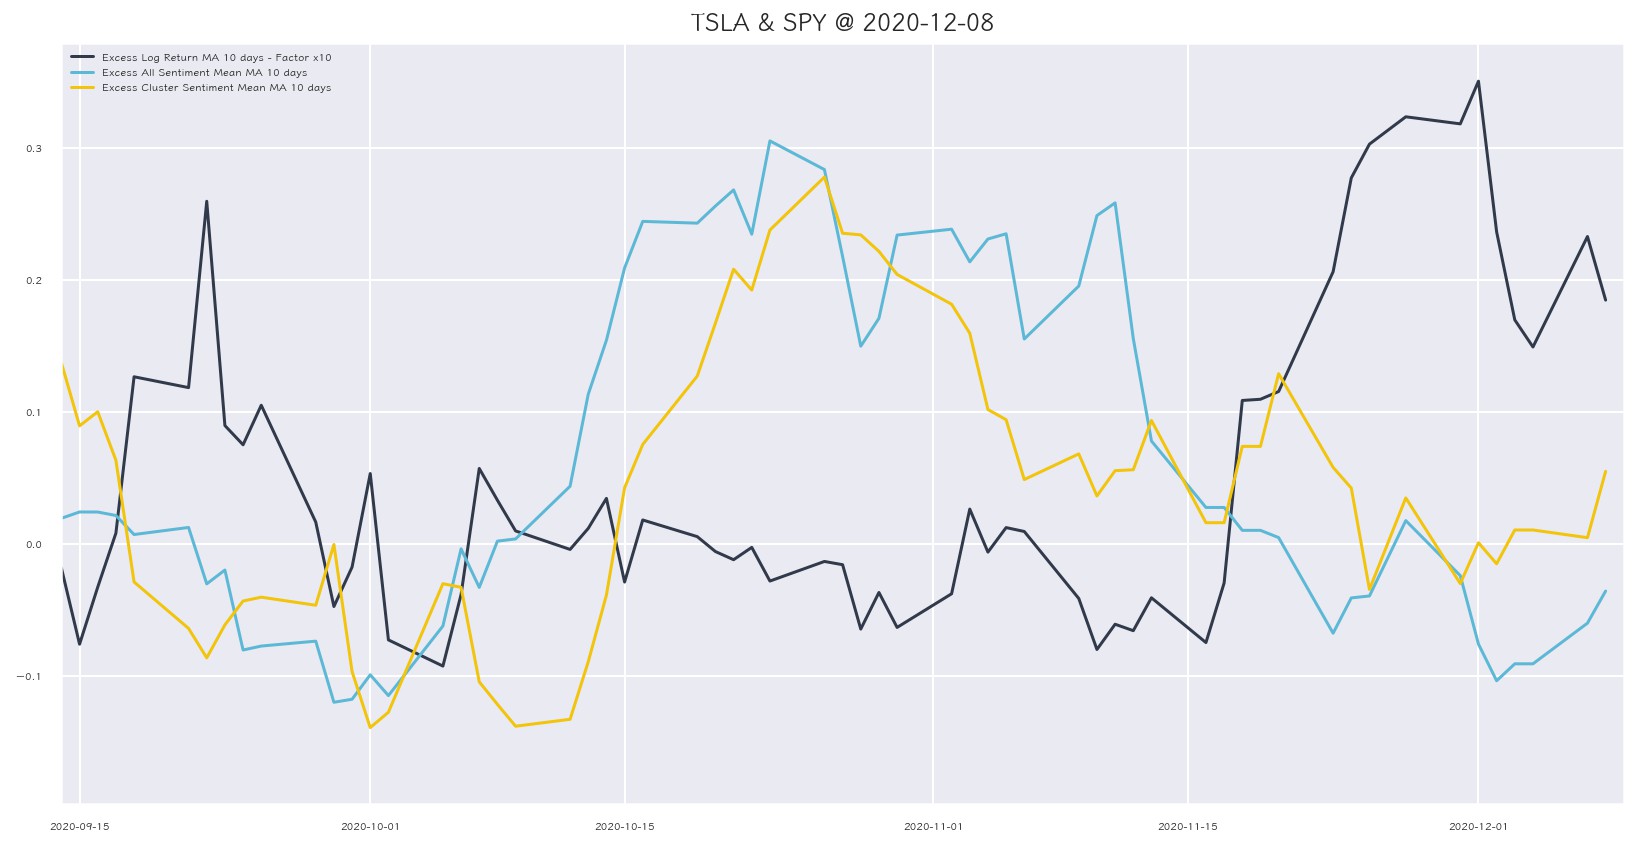 TSLA & SPY @ 2020-12-08
Excess Log Return MA 10 days - Factor x10
Excess All Sentiment Mean MA 10 days
Excess Cluster Sentiment Mean MA 10 days
0.3
0.2
0.1
0.0
−0.1
2020-09-15 2020-10-01 2020-10-15 2020-11-01 2020-11-15 2020-12-01